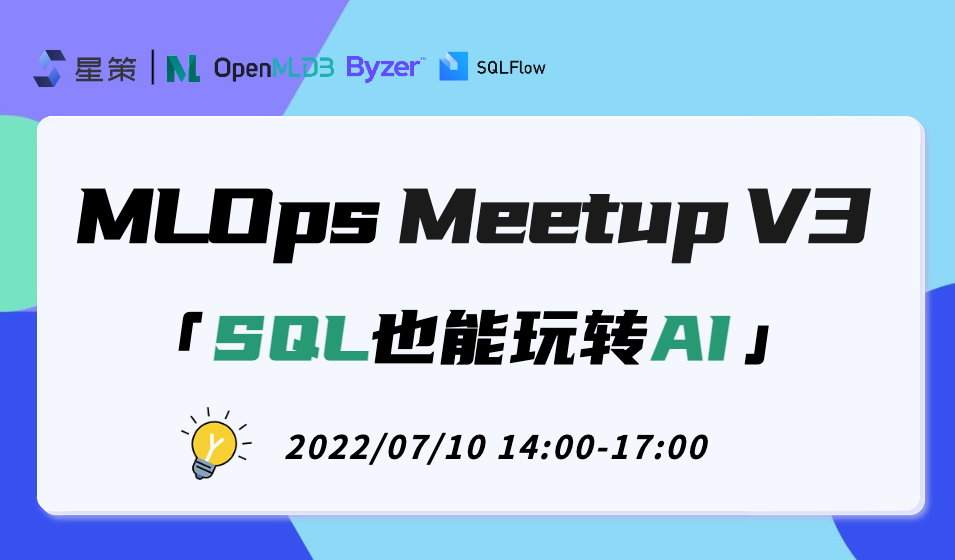 星策 | OpenMLDB Byzer™ SQLFlow
MLOps Meetup V3
「SQL也能玩转AI」
2022/07/10 14:00-17:00